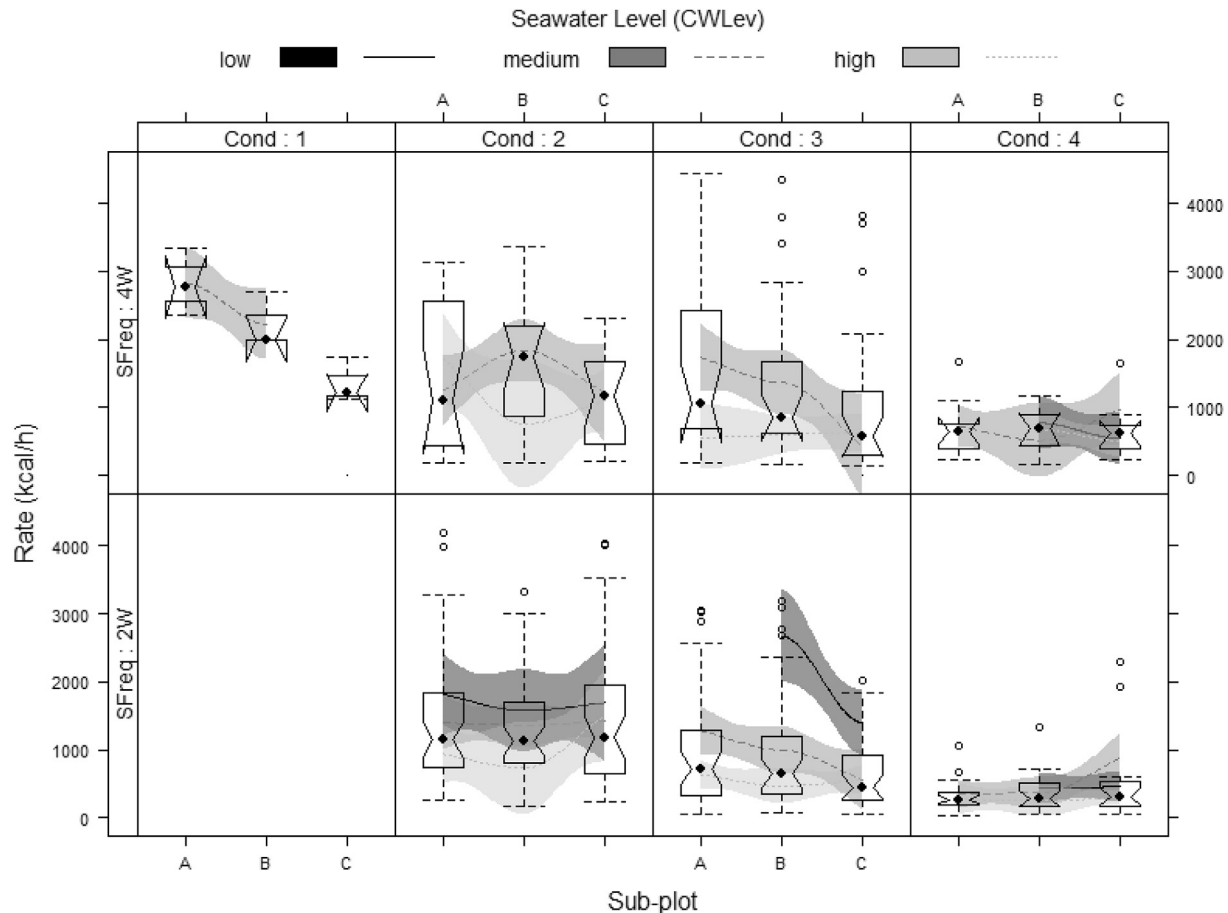 Seawater Level (CWLev)
low medium high
A B C A B C
Cond : 1 Cond : 2 Cond : 3 Cond : 4
SFreq : 4W
4000
3000
2000
1000
0
Rate (kcal/h)
SFreq : 2W
4000
3000
2000
1000
0
A B C A B C
Sub-plot